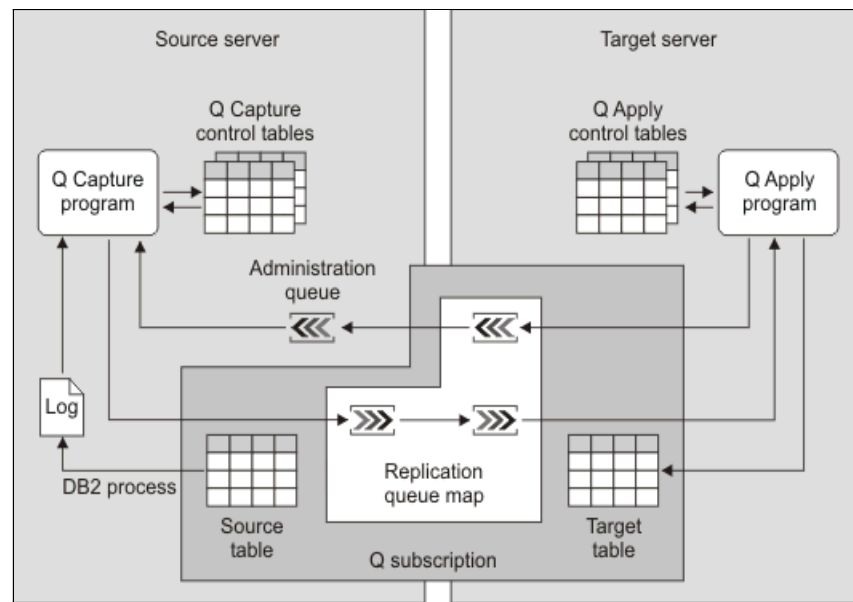 Source server
Target server
Q Capture
control tables
Q Apply
control tables
Q Capture
program
Q Apply
program
Administration
queue
Log
DB2 process
Source
table
Replication
queue map
Target
table
Q subscription